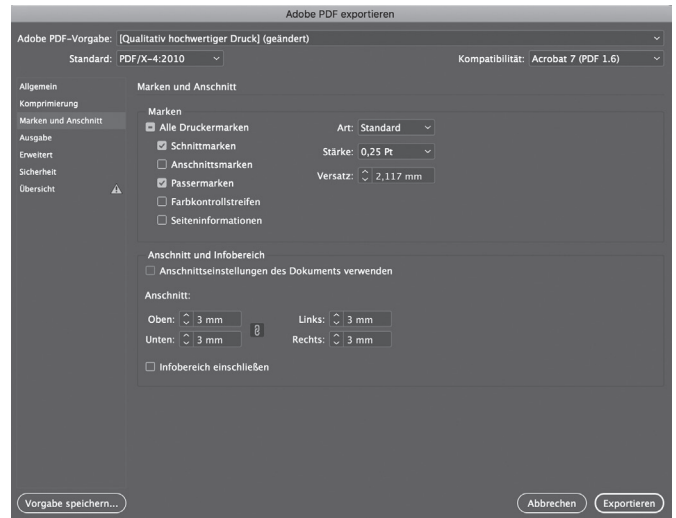 Adobe PDF exportieren
Adobe PDF-Vorgabe: [Qualitativ hochwertiger Druck] (geändert)
Standard: PDF/X-4:2010 Kompatibilität: Acrobat 7 (PDF 1.6)
Allgemein
Komprimierung
Marken und Anschnitt
Ausgabe
Erweitert
Sicherheit
Übersicht
Marken und Anschnitt
Marken
Alle Druckermarken Art: Standard
Schnittmarken Stärke: 0,25 Pt
Anschnittsmarken Versatz: 2,117 mm
Passermarken
Farbkontrollstreifen
Seiteninformationen
Anschnitt und Infobereich
Anschnittseinstellungen des Dokuments verwenden
Anschnitt:
Oben: 3 mm Links: 3 mm
Unten: 3 mm Rechts: 3 mm
Infobereich einschließen
Vorgabe speichern... Abbrechen Exportieren